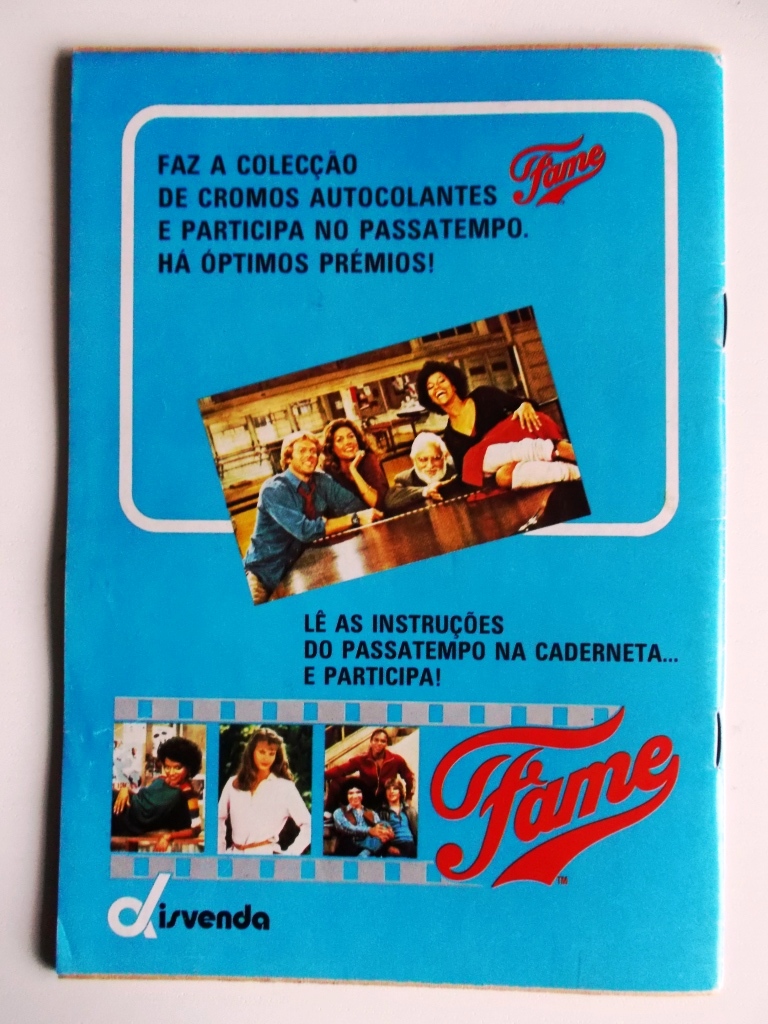 FAZ A COLECÇÃO
DE CROMOS AUTOCOLANTES Fame
E PARTICIPA NO PASSATEMPO.
HÁ ÓPTIMOS PRÉMIOS!
LÊ AS INSTRUÇÕES
DO PASSATEMPO NA CADERNETA...
E PARTICIPA!
Fame TM
disvenda